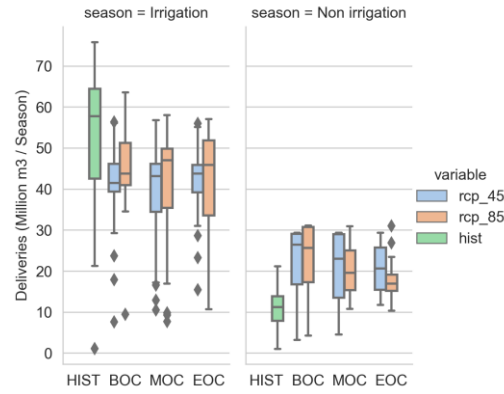 season = Irrigation
season = Non irrigation
Deliveries (Million m3 / Season)
70
60
50
40
30
20
10
0
HIST BOC MOC EOC
HIST BOC MOC EOC
variable
rcp_45
rcp_85
hist